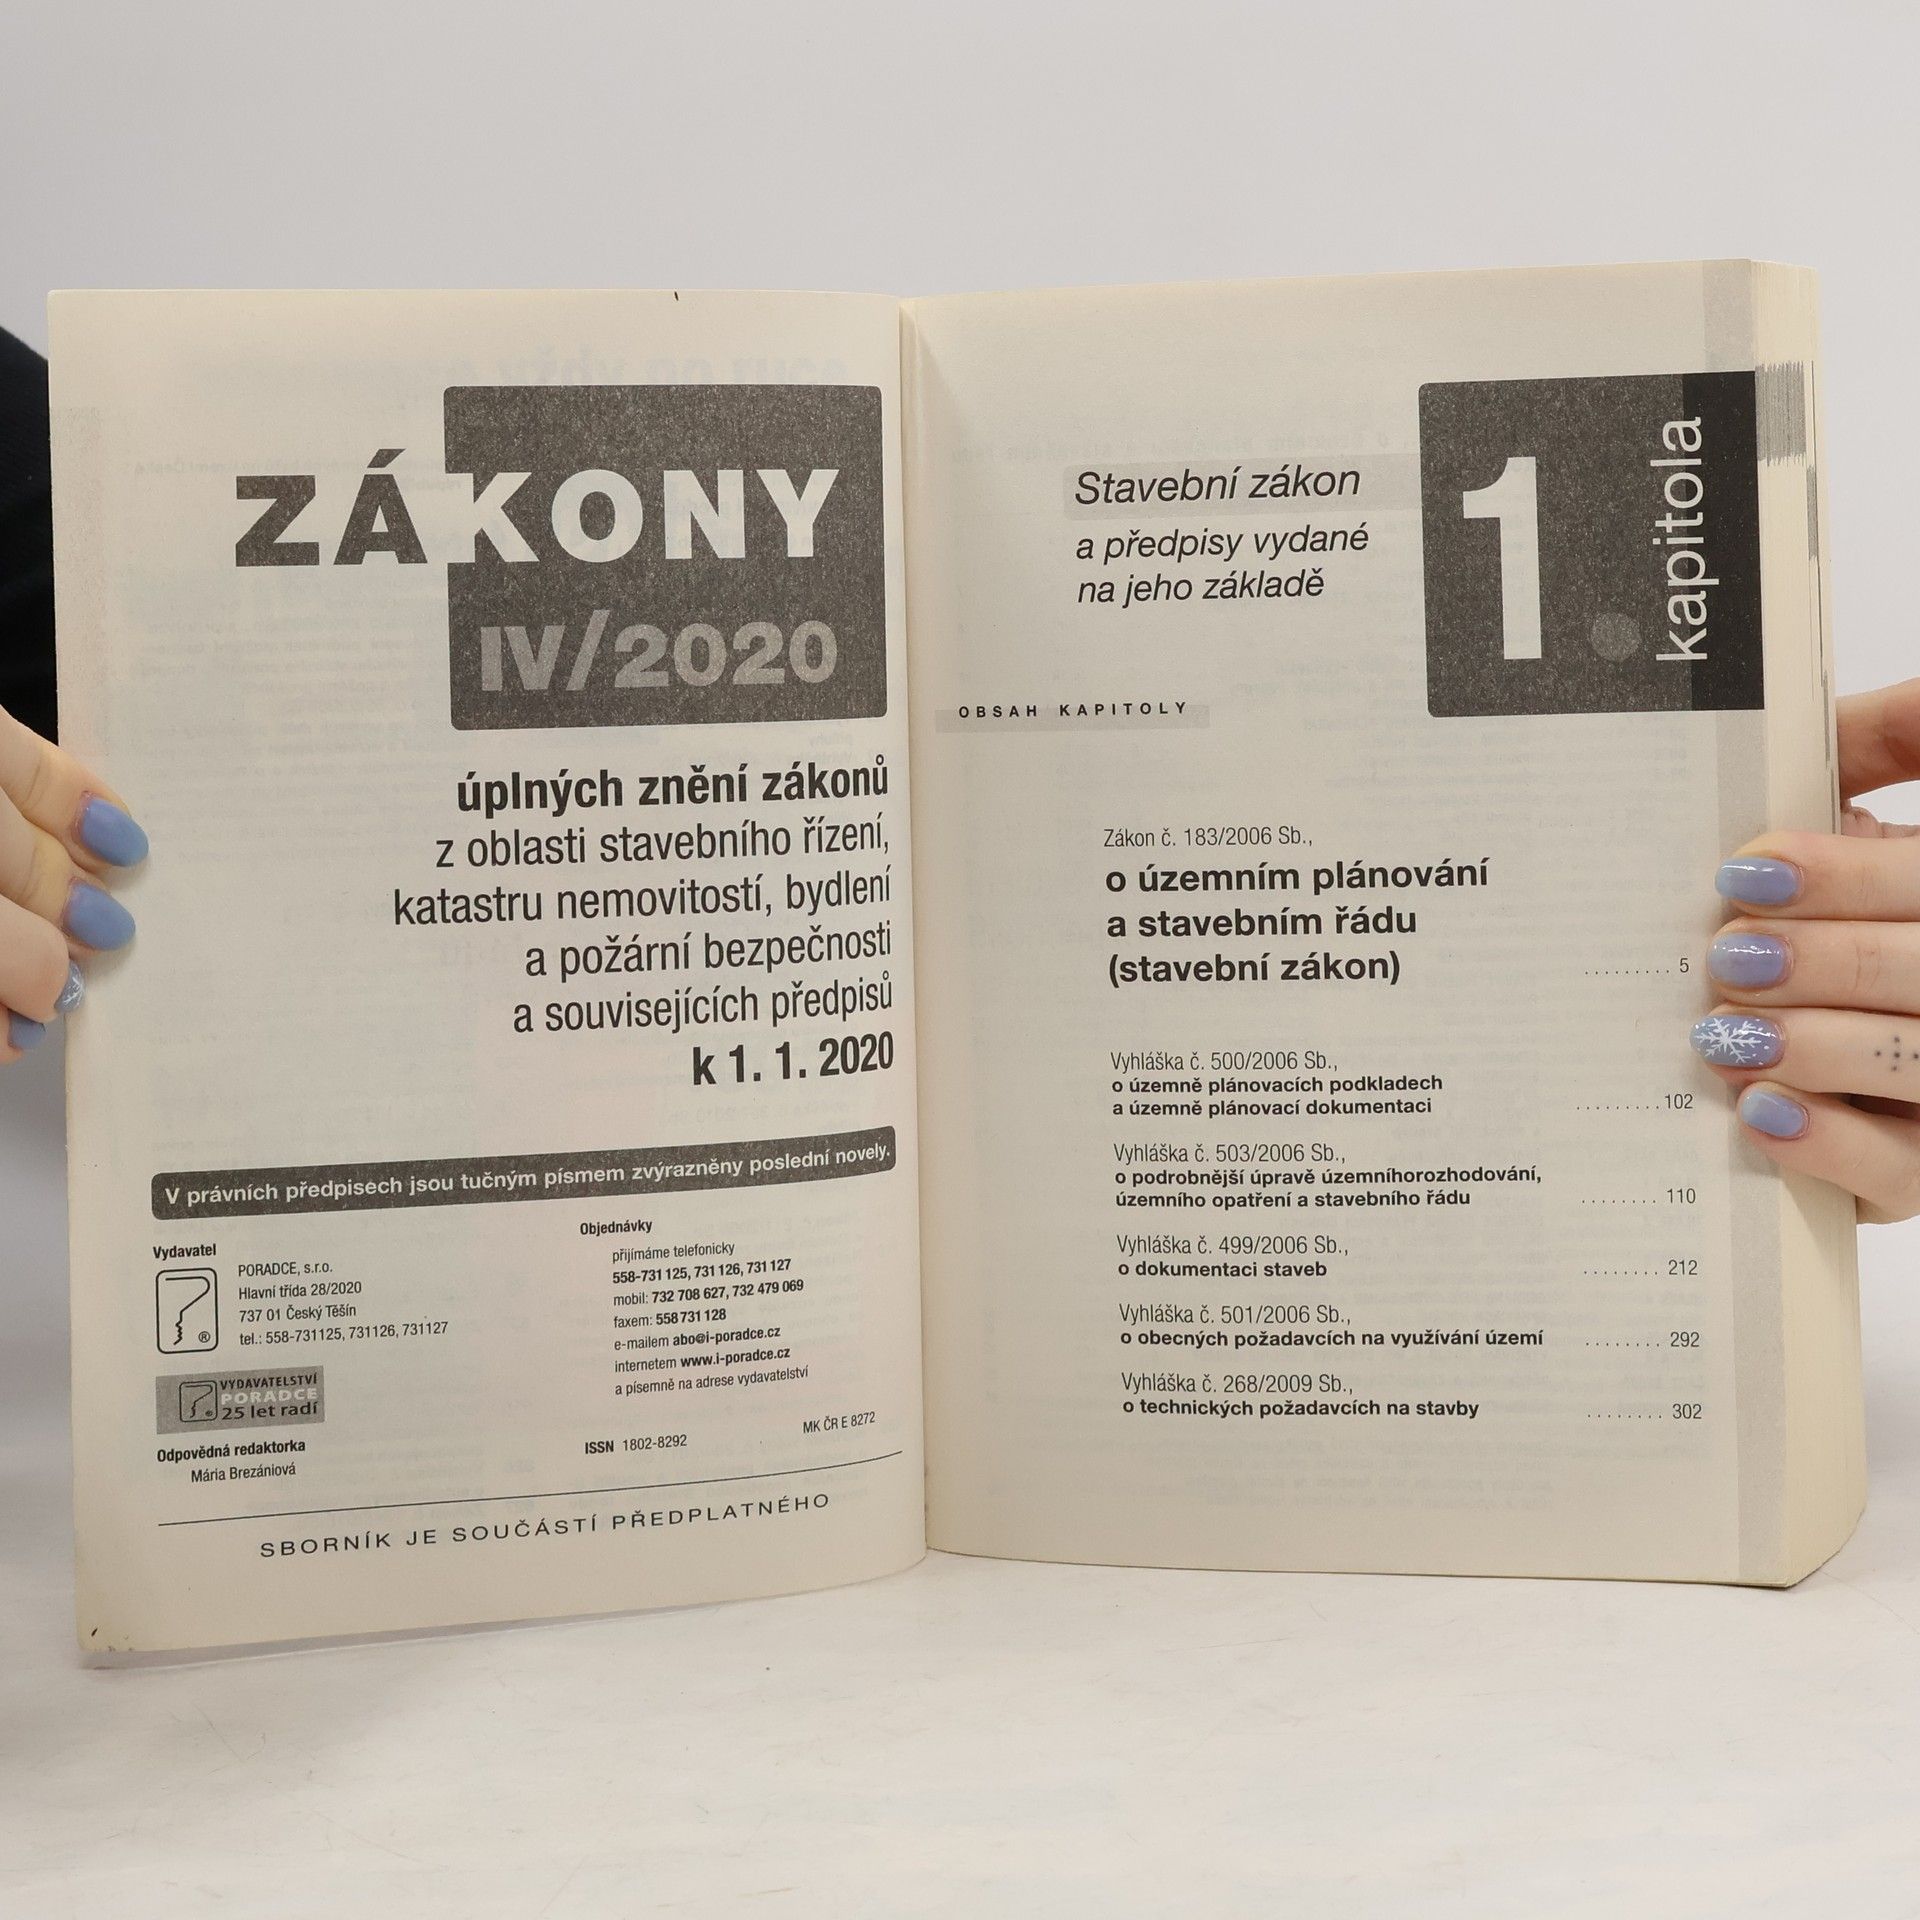 ZÁKONY
IV/2020
úplných znění zákonů
z oblasti stavebního řízení,
katastru nemovitostí, bydlení
a požární bezpečnosti
a souvisejících předpisů
k 1. 1. 2020
V právních předpisech jsou tučným písmem zvýrazněny poslední novely.
Vydavatel
PORADCE, s.r.o.
Hlavní třída 28/2020
737 01 Český Těšín
tel.: 558-731125, 731126, 731127
®
VYDAVATELSTVÍ
PORADCE
25 let radí
Odpovědná redaktorka
Mária Brezániová
Objednávky
přijímáme telefonicky
558-731 125, 731 126, 731 127
mobil: 732 708 627, 732 479 069
faxem: 558 731 128
e-mailem abo@i-poradce.cz
internetem www.i-poradce.cz
a písemně na adrese vydavatelství
ISSN 1802-8292
MK ČR E 8272
SBORNÍK JE SOUČÁSTÍ PŘEDPLATNÉHO
Stavební zákon
a předpisy vydané
na jeho základě
1.
kapitola
OBSAH KAPITOLY
Zákon č. 183/2006 Sb.,
o územním plánování
a stavebním řádu
(stavební zákon) ......... 5
Vyhláška č. 500/2006 Sb.,
o územně plánovacích podkladech
a územně plánovací dokumentaci .........102
Vyhláška č. 503/2006 Sb.,
o podrobnější úpravě územníhorozhodování,
územního opatření a stavebního řádu ........ 110
Vyhláška č. 499/2006 Sb.,
o dokumentaci staveb ........ 212
Vyhláška č. 501/2006 Sb.,
o obecných požadavcích na využívání území ........ 292
Vyhláška č. 268/2009 Sb.,
o technických požadavcích na stavby ........ 302